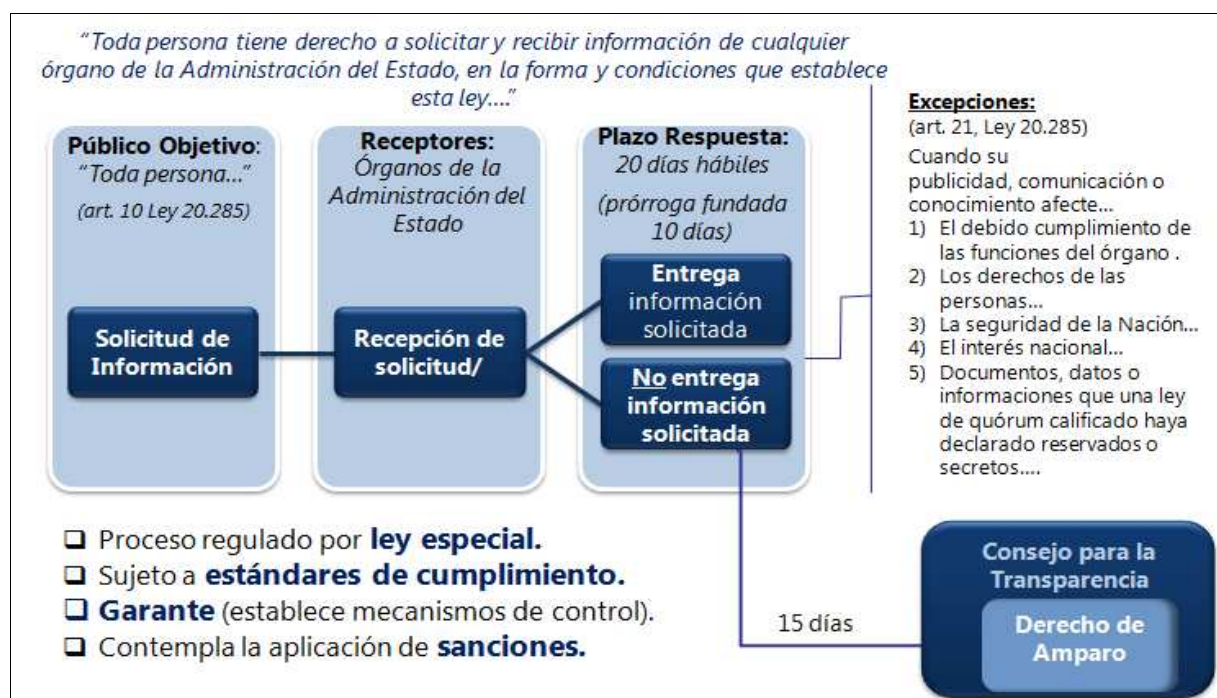 “Toda persona tiene derecho a solicitar y recibir información de cualquier
órgano de la Administración del Estado, en la forma y condiciones que establece
esta ley....”
Público Objetivo:
“Toda persona...”
(art. 10 Ley 20.285)
Solicitud de
Información
Receptores:
Órganos de la
Administración del
Estado
Recepción de
solicitud/
Plazo Respuesta:
20 días hábiles
(prórroga fundada
10 días)
Entrega
información
solicitada
No entrega
información
solicitada
Excepciones:
(art. 21, Ley 20.285)
Cuando su
publicidad, comunicación o
conocimiento afecte...
1) El debido cumplimiento de
las funciones del órgano .
2) Los derechos de las
personas...
3) La seguridad de la Nación...
4) El interés nacional...
5) Documentos, datos o
informaciones que una ley
de quórum calificado haya
declarado reservados o
secretos....
❑ Proceso regulado por ley especial.
❑ Sujeto a estándares de cumplimiento.
❑ Garante (establece mecanismos de control).
❑ Contempla la aplicación de sanciones.
15 días
Consejo para la
Transparencia
Derecho de
Amparo